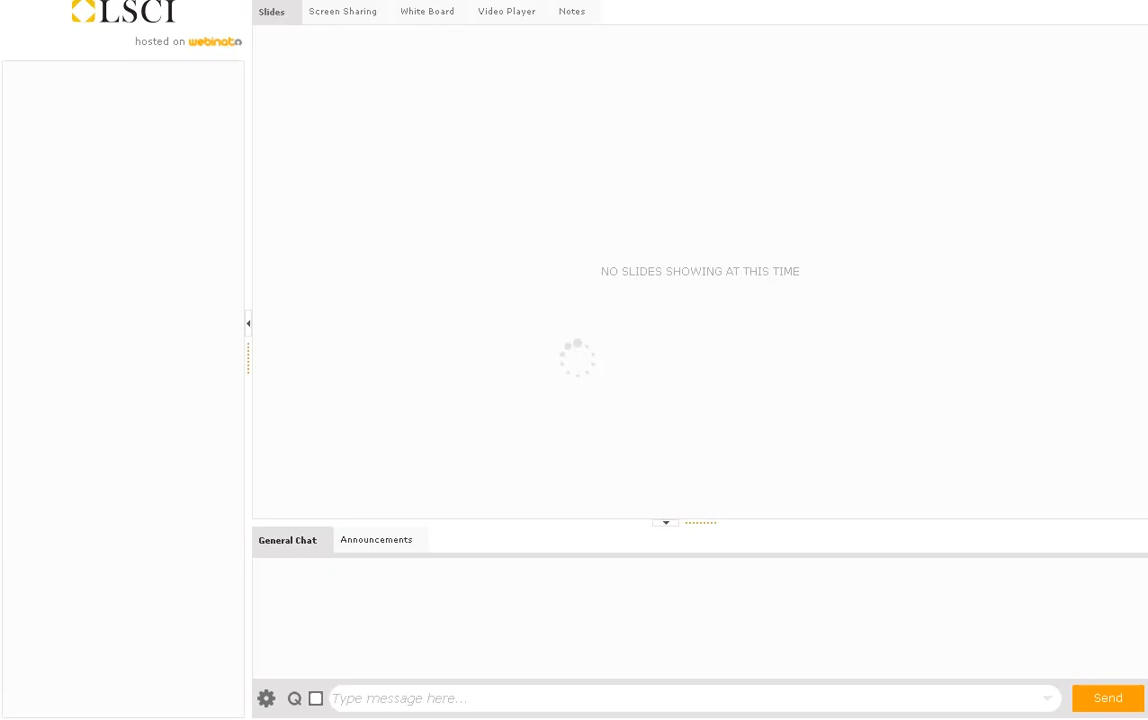 LSCI
hosted on webinato
Slides Screen Sharing White Board Video Player Notes
NO SLIDES SHOWING AT THIS TIME
General Chat Announcements
Q Type message here... Send